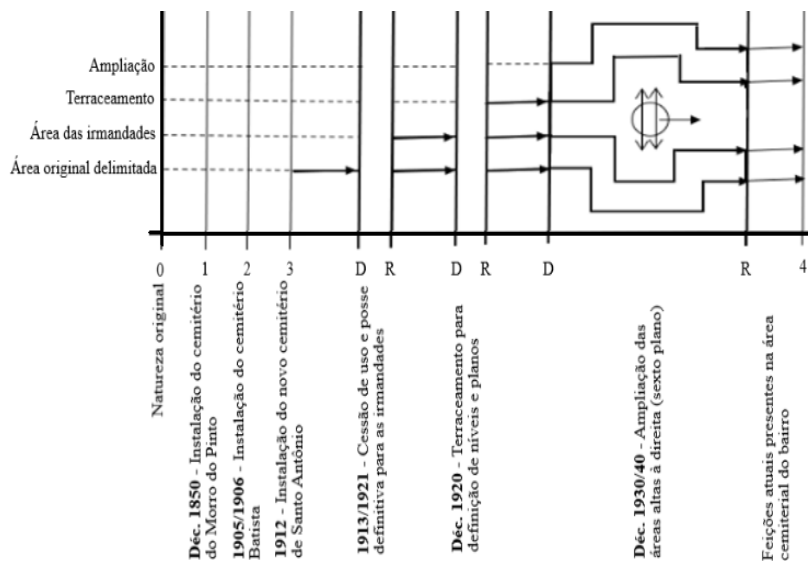 Ampliação
Terraceamento
Área das irmandades
Área original delimitada
0 1 2 3 D R D R D R 4
Natureza original
Déc. 1850 - Instalação do cemitério
do Morro do Pinto
1905/1906 - Instalação do cemitério
Batista
1912 - Instalação do novo cemitério
de Santo Antônio
1913/1921 - Cessão de uso e posse
definitiva para as irmandades
Déc. 1920 - Terraceamento para
definição de níveis e planos
Déc. 1930/40 - Ampliação das
áreas altas à direita (sexto plano)
Feições atuais presentes na área
cemiterial do bairro